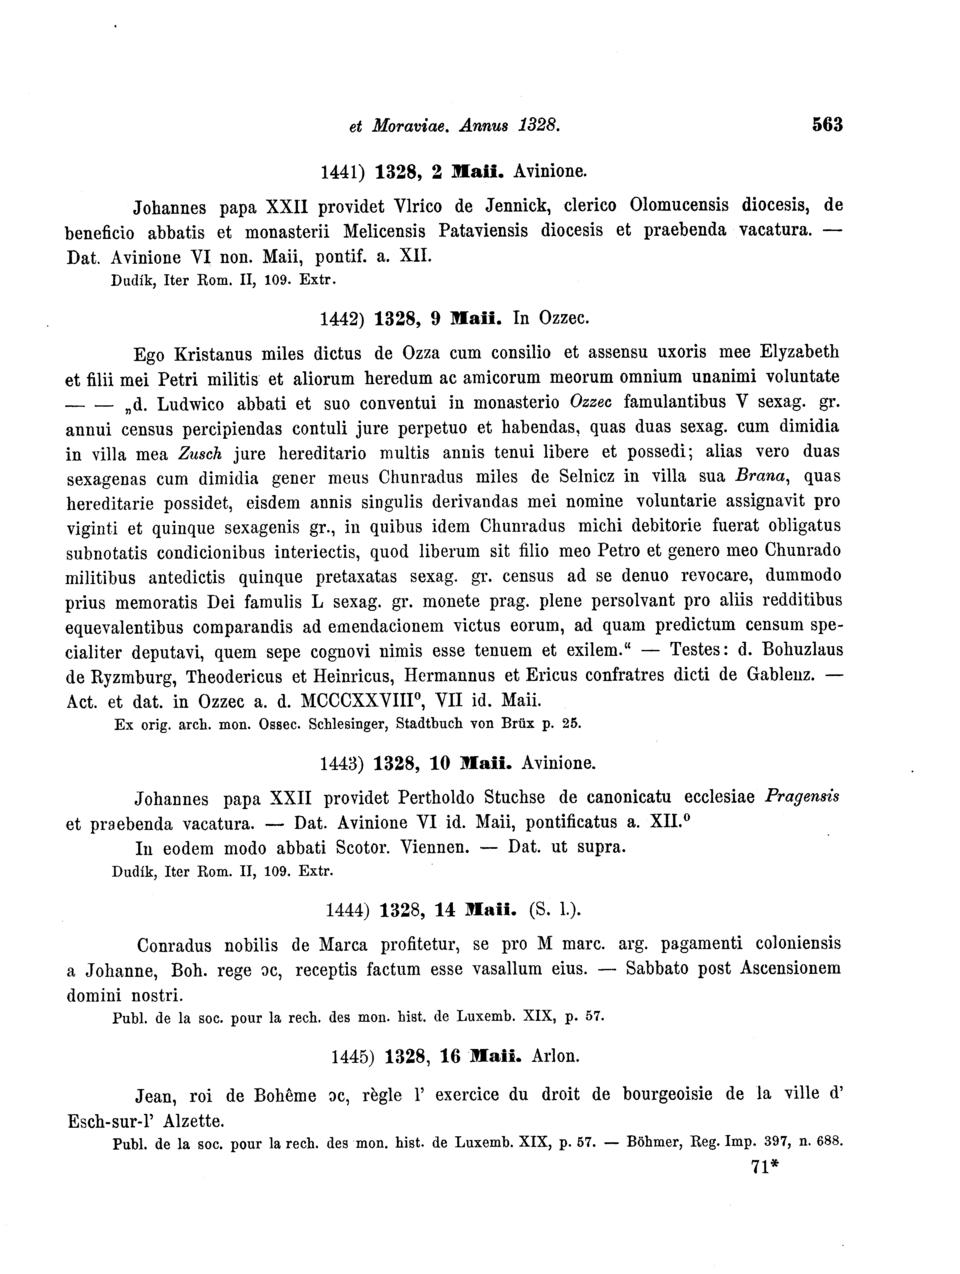 et Moraviae. Annus 1328. 563
1441) 1328, 2 Maii. Avinione.
Johannes papa XXII providet Vlrico de Jennick, clerico Olomucensis diocesis, de
beneficio abbatis et monasterii Melicensis Pataviensis diocesis et praebenda vacatura. —
Dat. Avinione VI non. Maii, pontif. a. XII.
Dudík, Iter Rom. II, 109. Extr.
1442) 1328, 9 Maii. In Ozzec.
Ego Kristanus miles dictus de Ozza cum consilio et assensu uxoris mee Elyzabeth
et filii mei Petri militis et aliorum heredum ac amicorum meorum omnium unanimi voluntate
— — „d. Ludwico abbati et suo conventui in monasterio Ozzec famulantibus V sexag. gr.
annui census percipiendas contuli jure perpetuo et habendas, quas duas sexag. cum dimidia
in villa mea Zusch jure hereditario multis annis tenui libere et possedi; alias vero duas
sexagenas cum dimidia gener meus Chunradus miles de Selnicz in villa sua Brana, quas
hereditarie possidet, eisdem annis singulis derivandas mei nomine voluntarie assignavit pro
viginti et quinque sexagenis gr., in quibus idem Chunradus michi debitorie fuerat obligatus
subnotatis condicionibus interiectis, quod liberum sit filio meo Petro et genero meo Chunrado
militibus antedictis quinque pretaxatas sexag. gr. census ad se denuo revocare, dummodo
prius memoratis Dei famulis L sexag. gr. monete prag. plene persolvant pro aliis redditibus
equevalentibus comparandis ad emendacionem victus eorum, ad quam predictum censum spe-
cialiter deputavi, quem sepe cognovi nimis esse tenuem et exilem.“ — Testes: d. Bohuzlaus
de Ryzmburg, Theodericus et Heinricus, Hermannus et Ericus confratres dicti de Gablenz. —
Act. et dat. in Ozzec a. d. MCCCXXVIII⁰, VII id. Maii.
Ex orig. arch. mon. Ossec. Schlesinger, Stadtbuch von Brüx p. 25.
1443) 1328, 10 Maii. Avinione.
Johannes papa XXII providet Pertholdo Stuchse de canonicatu ecclesiae Pragensis
et praebenda vacatura. — Dat. Avinione VI id. Maii, pontificatus a. XII.⁰
In eodem modo abbati Scotor. Viennen. — Dat. ut supra.
Dudík, Iter Rom. II, 109. Extr.
1444) 1328, 14 Maii. (S. l.).
Conradus nobilis de Marca profitetur, se pro M marc. arg. pagamenti coloniensis
a Johanne, Boh. rege ɔc, receptis factum esse vasallum eius. — Sabbato post Ascensionem
domini nostri.
Publ. de la soc. pour la rech. des mon. hist. de Luxemb. XIX, p. 57.
1445) 1328, 16 Maii. Arlon.
Jean, roi de Bohême ɔc, règle l' exercice du droit de bourgeoisie de la ville d'
Esch-sur-l' Alzette.
Publ. de la soc. pour la rech. des mon. hist. de Luxemb. XIX, p. 57. — Böhmer, Reg. Imp. 397, n. 688.
71*